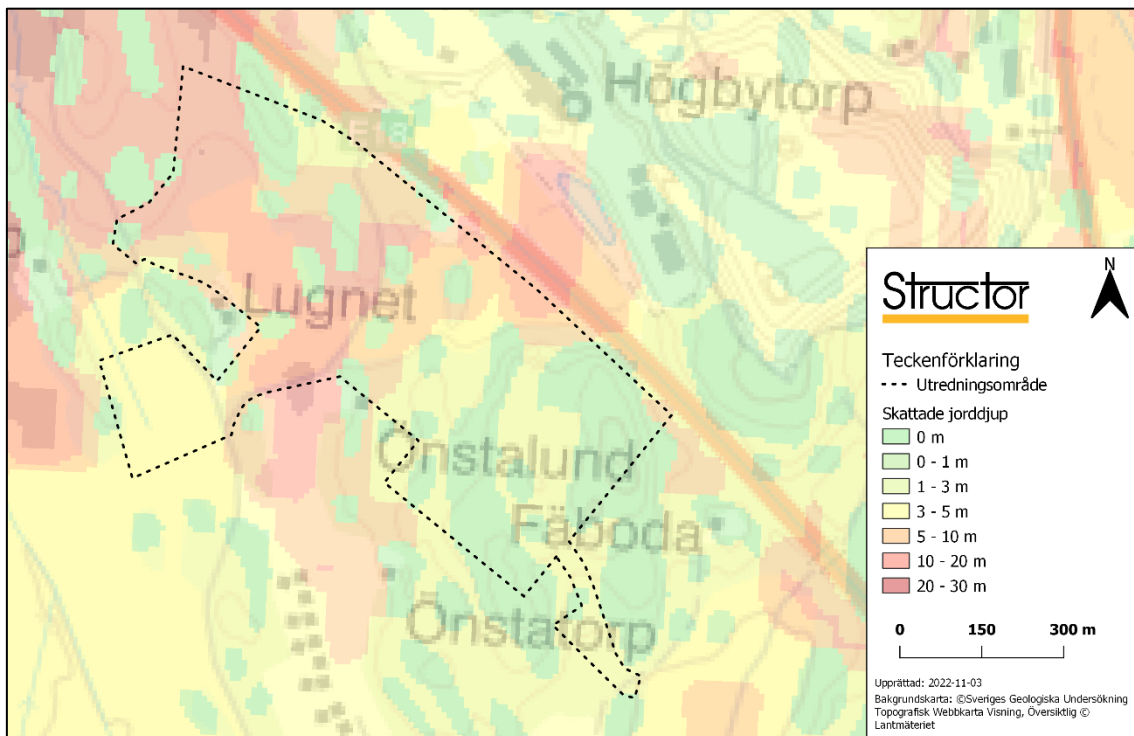 Högbytorp
E 18
Lugnet
Önstalund
Fäboda
Önstatorp
Structor
N
Teckenförklaring
Utredningsområde
Skattade jorddjup
0 m
0 - 1 m
1 - 3 m
3 - 5 m
5 - 10 m
10 - 20 m
20 - 30 m
0 150 300 m
Upprättad: 2022-11-03
Bakgrundskarta: ©Sveriges Geologiska Undersökning
Topografisk Webbkarta Visning, Översiktlig ©
Lantmäteriet